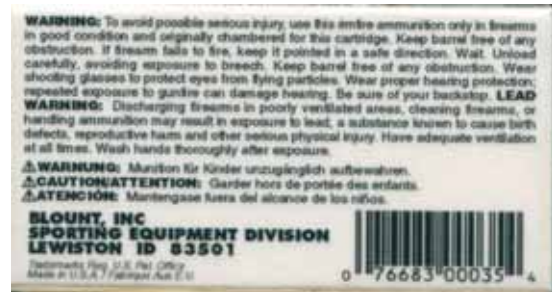 WARNING: To avoid possible serious injury, use this rimfire ammunition only in firearms
in good condition and originally chambered for this cartridge. Keep barrel free of any
obstruction. If firearm fails to fire, keep it pointed in a safe direction. Wait. Unload
carefully, avoiding exposure to breech. Keep barrel free of any obstruction. Wear
shooting glasses to protect eyes from flying particles. Wear proper hearing protection;
repeated exposure to gunfire can damage hearing. Be sure of your backstop. LEAD
WARNING: Discharging firearms in poorly ventilated areas, cleaning firearms, or
handling ammunition may result in exposure to lead, a substance known to cause birth
defects, reproductive harm and other serious physical injury. Have adequate ventilation
at all times. Wash hands thoroughly after exposure.
⚠WARNUNG: Munition für Kinder unzugänglich aufbewahren.
⚠CAUTION/ATTENTION: Garder hors de portée des enfants.
⚠ATENCIÓN: Mantengase fuera del alcance de los niños.
BLOUNT, INC
SPORTING EQUIPMENT DIVISION
LEWISTON ID 83501
Trademarks Reg. U.S. Pat. Office
Made in U.S.A. / Fabrique Aux E.U.
0 76683 00035 4